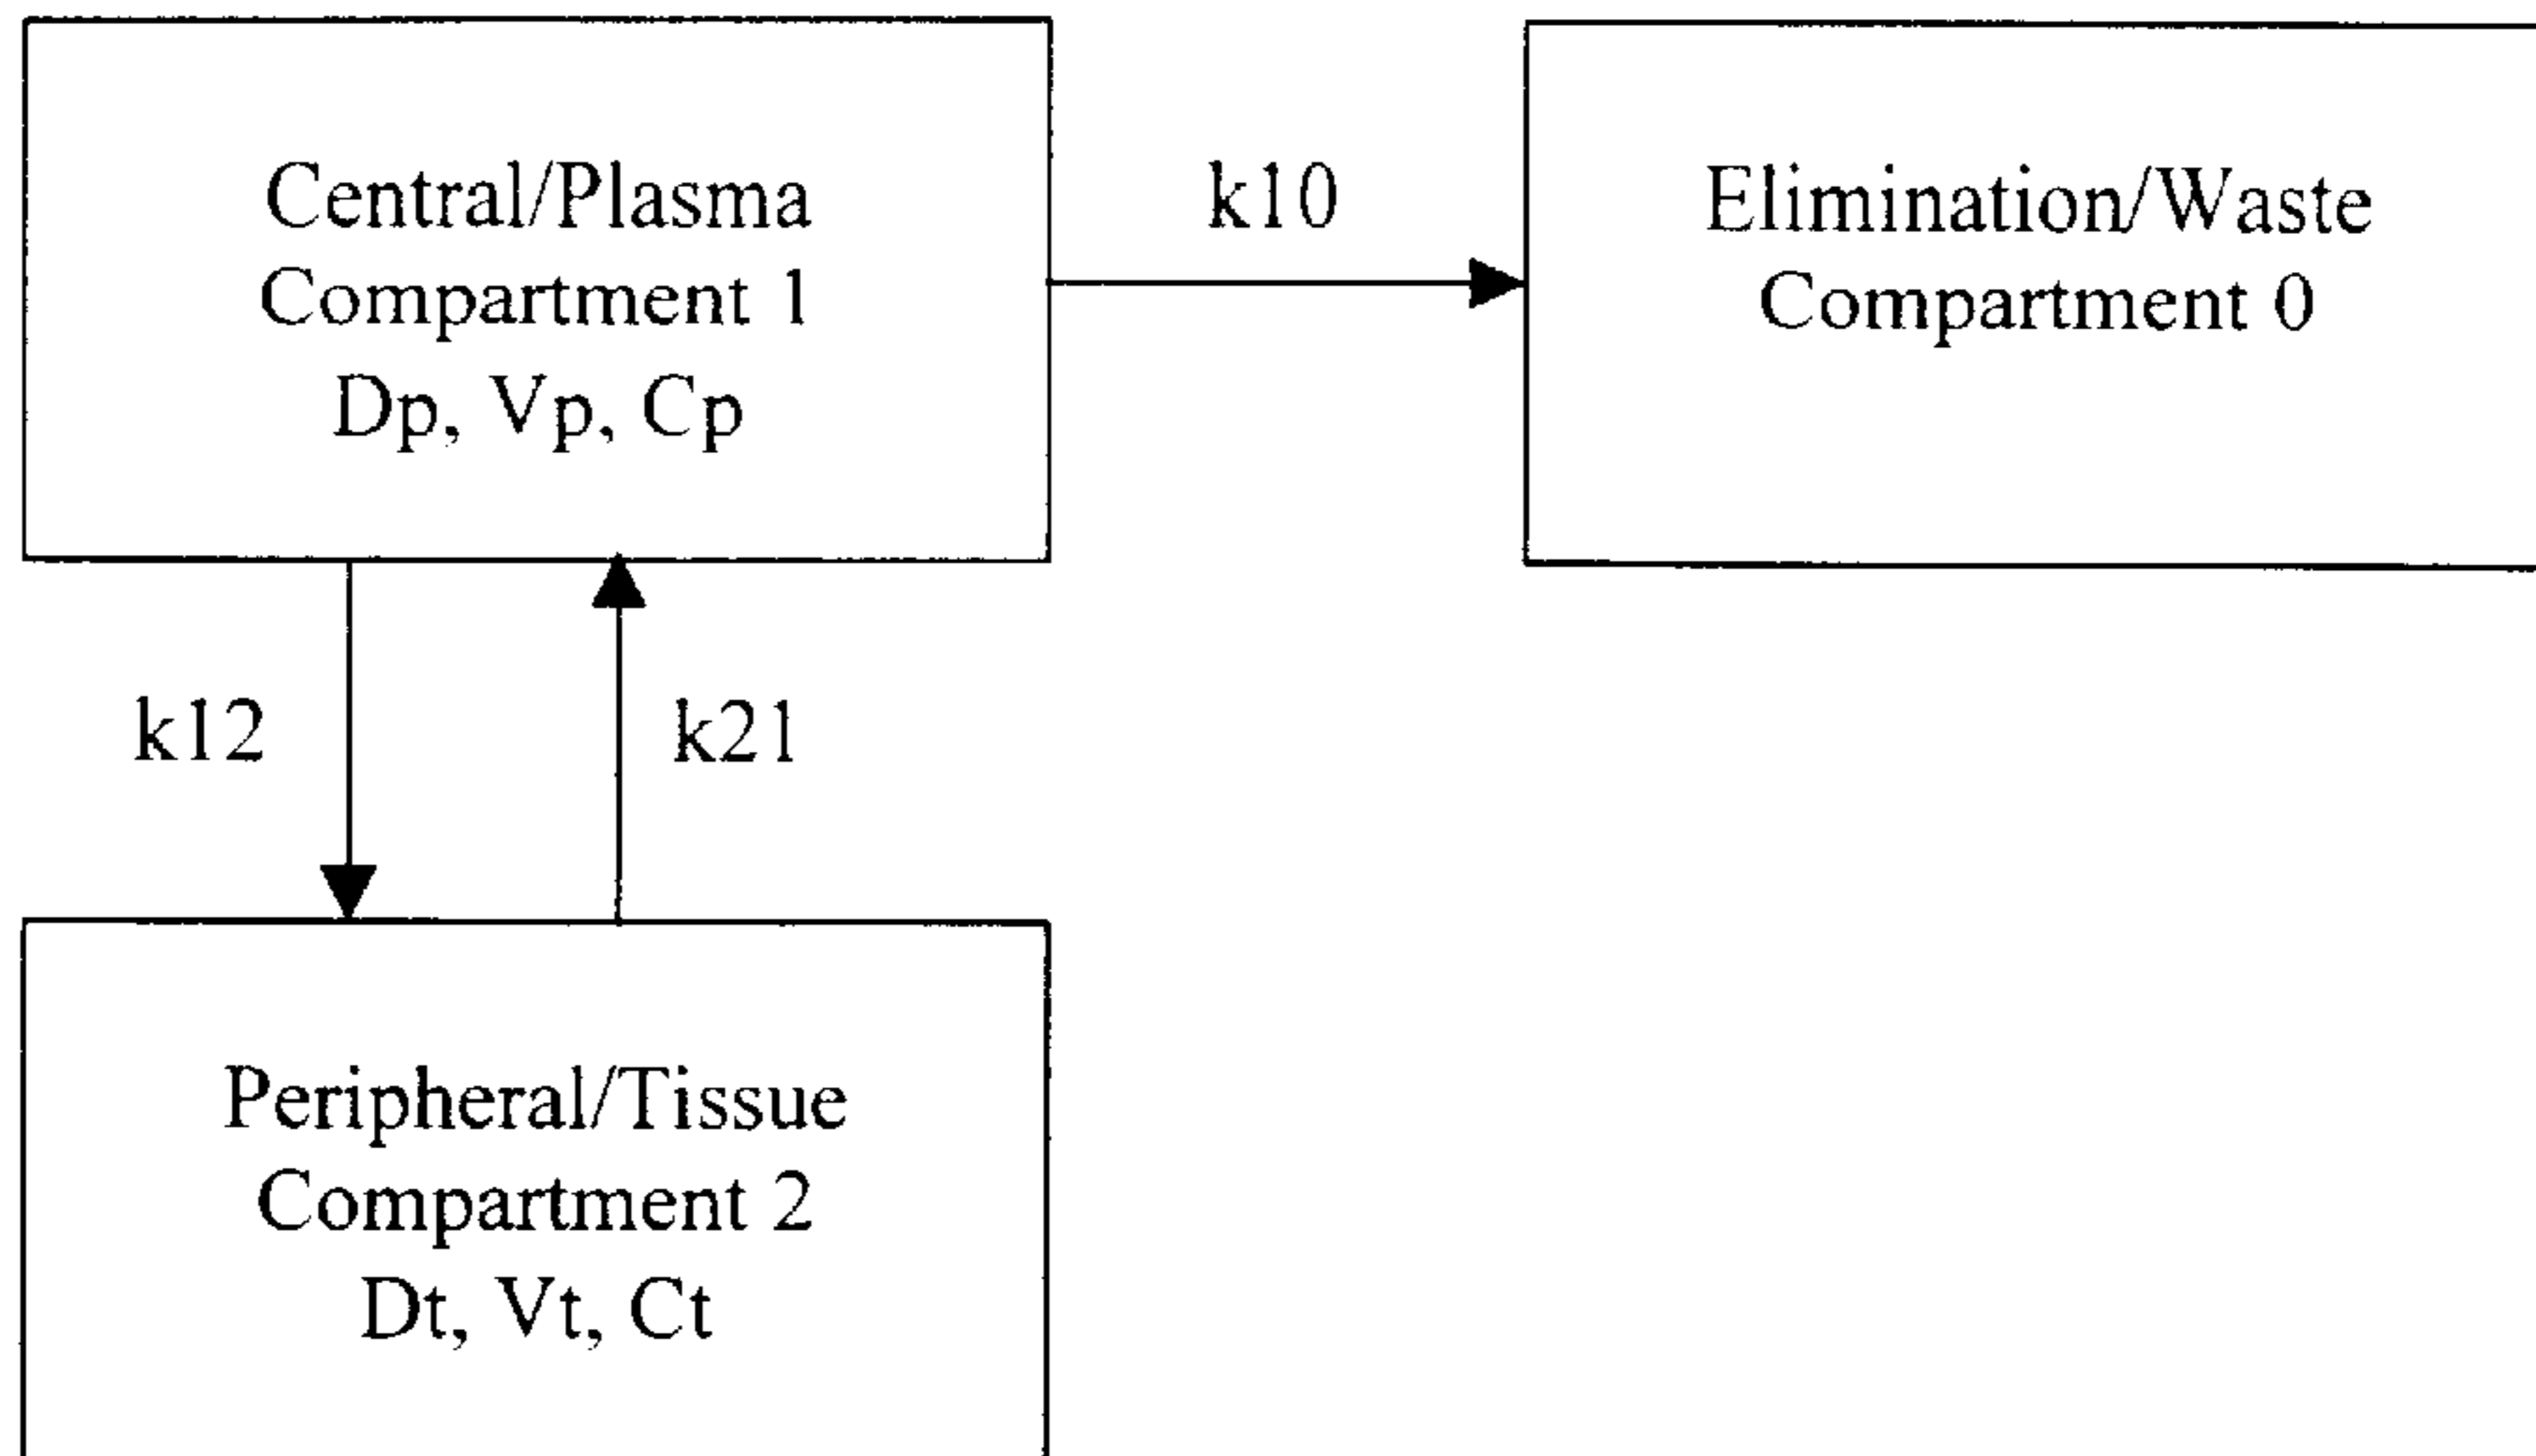 Central/Plasma
Compartment 1
Dp, Vp, Cp
k10
Elimination/Waste
Compartment 0
k12
k21
Peripheral/Tissue
Compartment 2
Dt, Vt, Ct